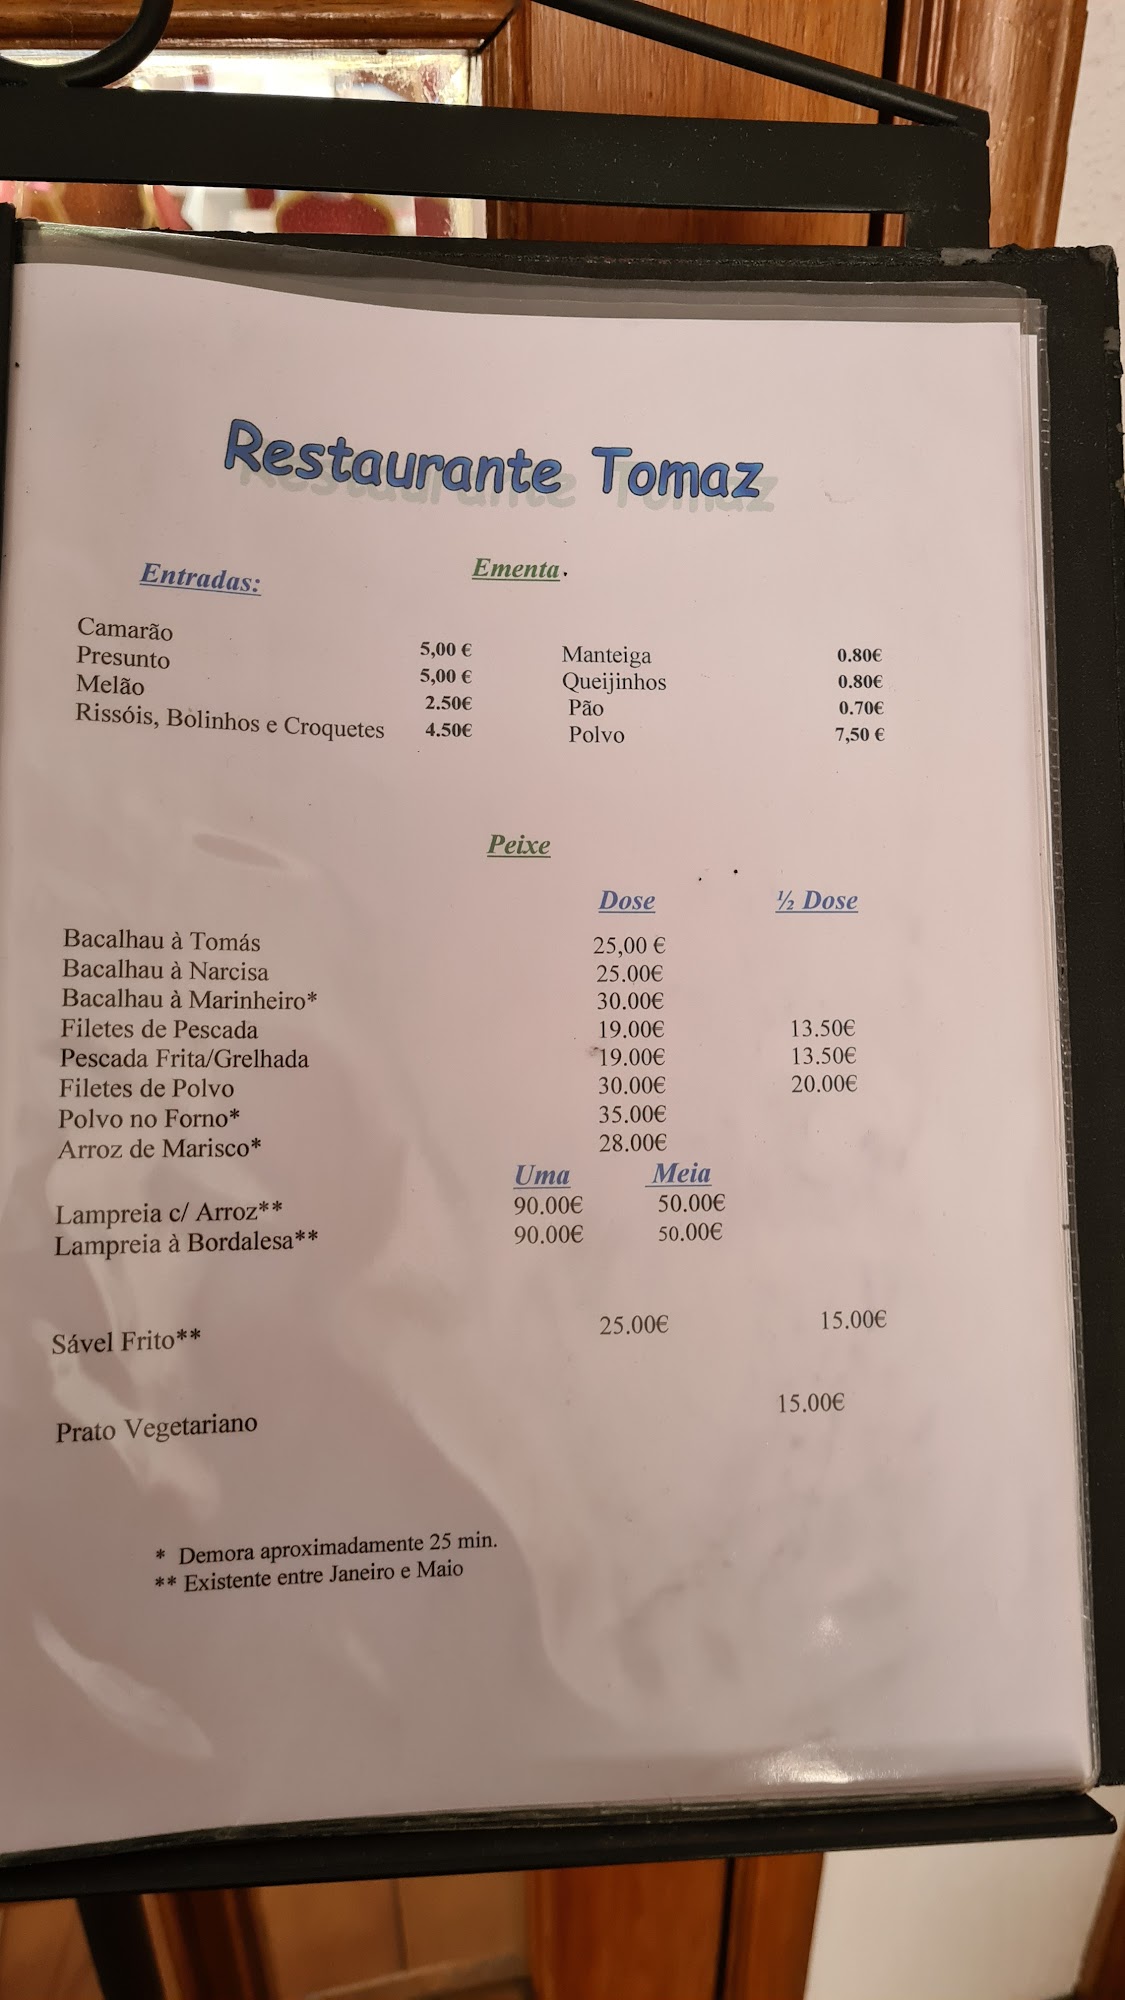 Restaurante Tomaz
Entradas: Ement.
Camarão 5,00 € Manteiga 0.80€
Presunto 5,00 € Queijinhos 0.80€
Melão 2.50€ Pão 0.70€
Rissóis, Bolinhos e Croquetes 4.50€ Polvo 7,50 €
Peixe
Dose ½ Dose
Bacalhau à Tomás 25,00 €
Bacalhau à Narcisa 25.00€
Bacalhau à Marinheiro* 30.00€
Filetes de Pescada 19.00€ 13.50€
Pescada Frita/Grelhada 19.00€ 13.50€
Filetes de Polvo 30.00€ 20.00€
Polvo no Forno* 35.00€
Arroz de Marisco* 28.00€
Uma Meia
Lampreia c/ Arroz** 90.00€ 50.00€
Lampreia à Bordalesa** 90.00€ 50.00€
Sável Frito** 25.00€ 15.00€
Prato Vegetariano 15.00€
* Demora aproximadamente 25 min.
** Existente entre Janeiro e Maio